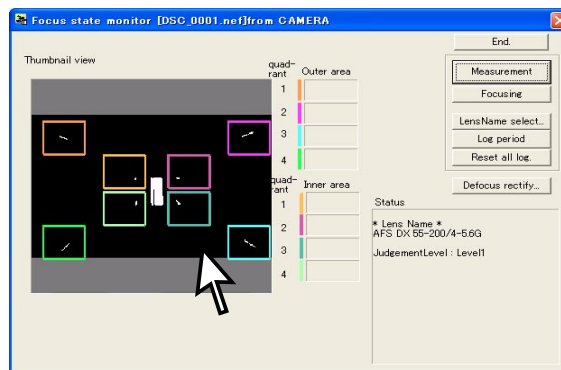 Focus state monitor [DSC_0001.nef]from CAMERA
End.
Thumbnail view
quad-
rant Outer area
1
2
3
4
quad-
rant Inner area
1
2
3
4
Measurement
Focusing
LensName select..
Log period
Reset all log.
Defocus rectify...
Status
* Lens Name *
AFS DX 55-200/4-5.6G
JudgementLevel : Level1